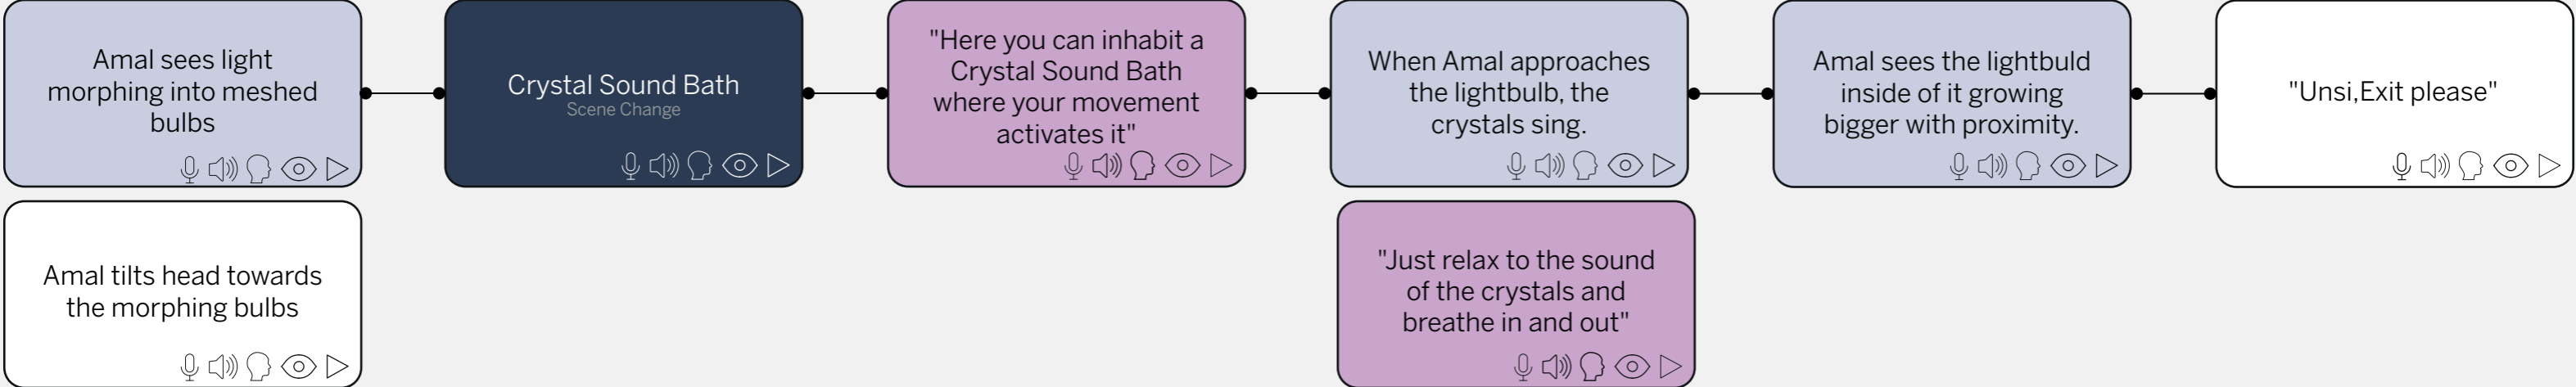 Amal sees light
morphing into meshed
bulbs
Crystal Sound Bath
Scene Change
"Here you can inhabit a
Crystal Sound Bath
where your movement
activates it"
When Amal approaches
the lightbulb, the
crystals sing.
Amal sees the lightbuld
inside of it growing
bigger with proximity.
"Unsi,Exit please"
Amal tilts head towards
the morphing bulbs
"Just relax to the sound
of the crystals and
breathe in and out"